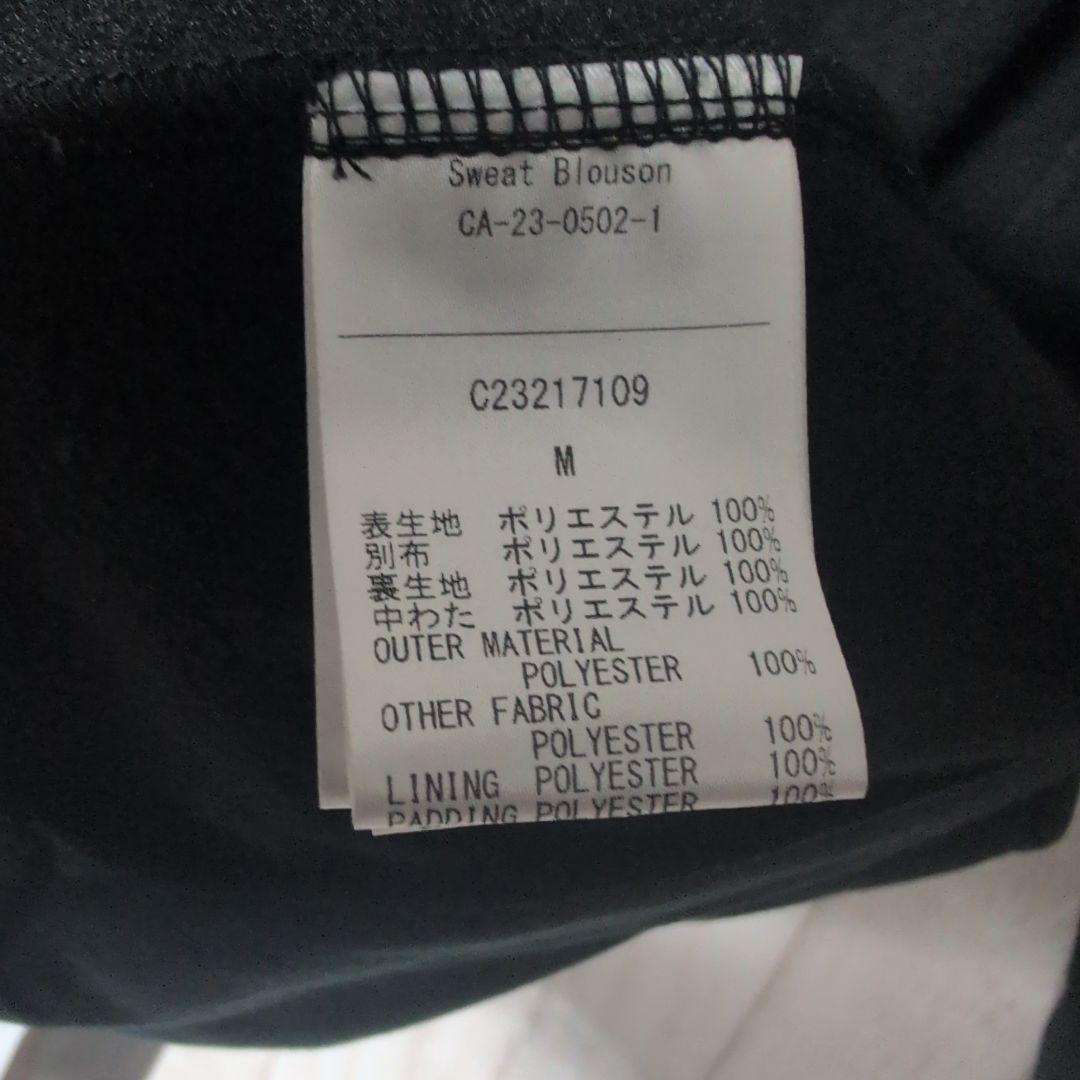 Sweat Blouson
CA-23-0502-1
C23217109
M
表生地 ポリエステル 100%
別布 ポリエステル 100%
裏生地 ポリエステル 100%
中わた ポリエステル 100%
OUTER MATERIAL
POLYESTER 100%
OTHER FABRIC
POLYESTER 100%
LINING POLYESTER 100%
PADDING POLYESTER 100%